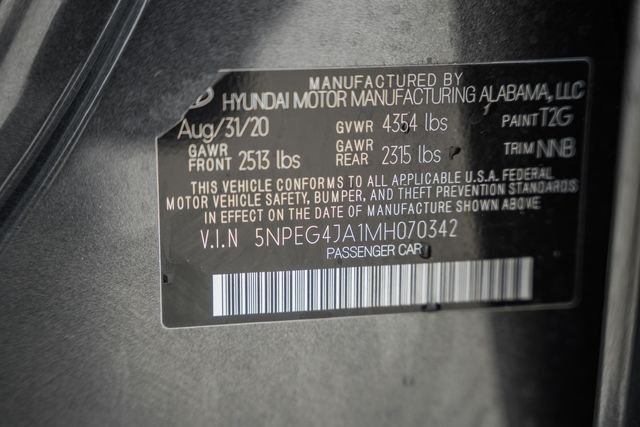 MANUFACTURED BY
HYUNDAI MOTOR MANUFACTURING ALABAMA, LLC
Aug/31/20 GVWR 4354 lbs PAINT T2G
GAWR FRONT 2513 lbs GAWR REAR 2315 lbs TRIM NNB
THIS VEHICLE CONFORMS TO ALL APPLICABLE U.S.A. FEDERAL
MOTOR VEHICLE SAFETY, BUMPER, AND THEFT PREVENTION STANDARDS
IN EFFECT ON THE DATE OF MANUFACTURE SHOWN ABOVE
V.I.N 5NPEG4JA1MH070342
PASSENGER CAR